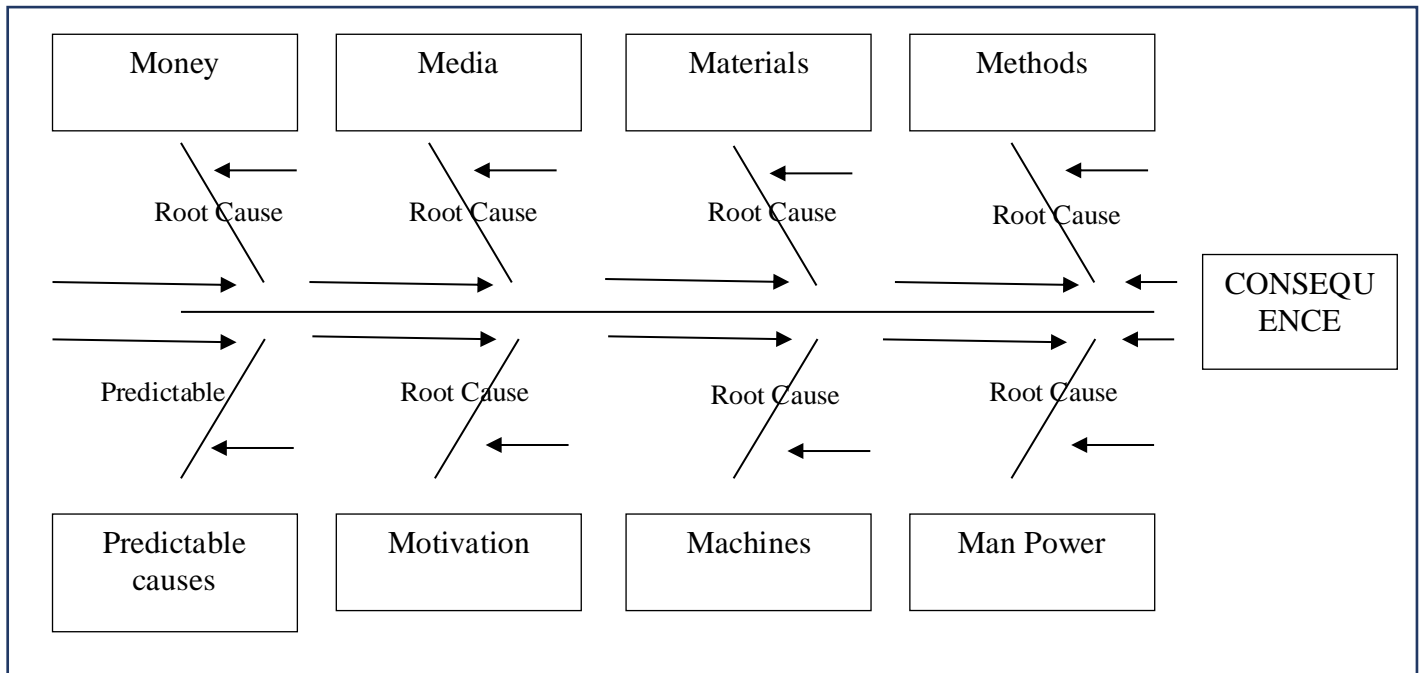 Money
Media
Materials
Methods
Root Cause
Root Cause
Root Cause
Root Cause
CONSEQU
ENCE
Predictable
Root Cause
Root Cause
Root Cause
Predictable
causes
Motivation
Machines
Man Power